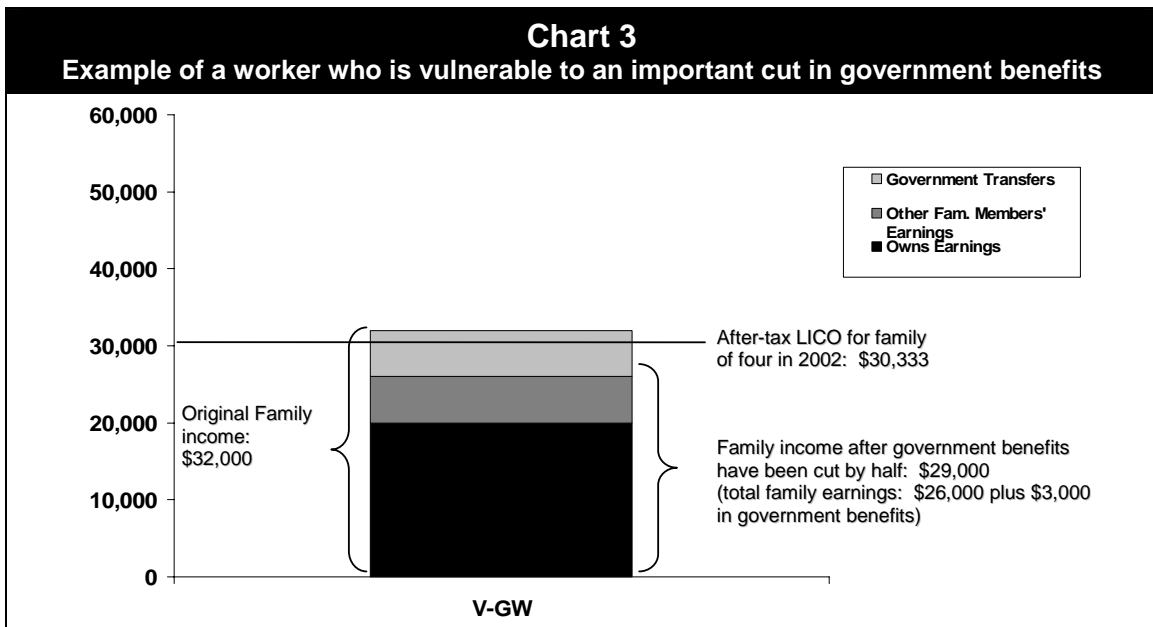 Chart 3
Example of a worker who is vulnerable to an important cut in government benefits
60,000
50,000
40,000
30,000
20,000
10,000
0
Government Transfers
Other Fam. Members'
Earnings
Owns Earnings
After-tax LICO for family
of four in 2002: $30,333
Original Family
income:
$32,000
Family income after government benefits
have been cut by half: $29,000
(total family earnings: $26,000 plus $3,000
in government benefits)
V-GW